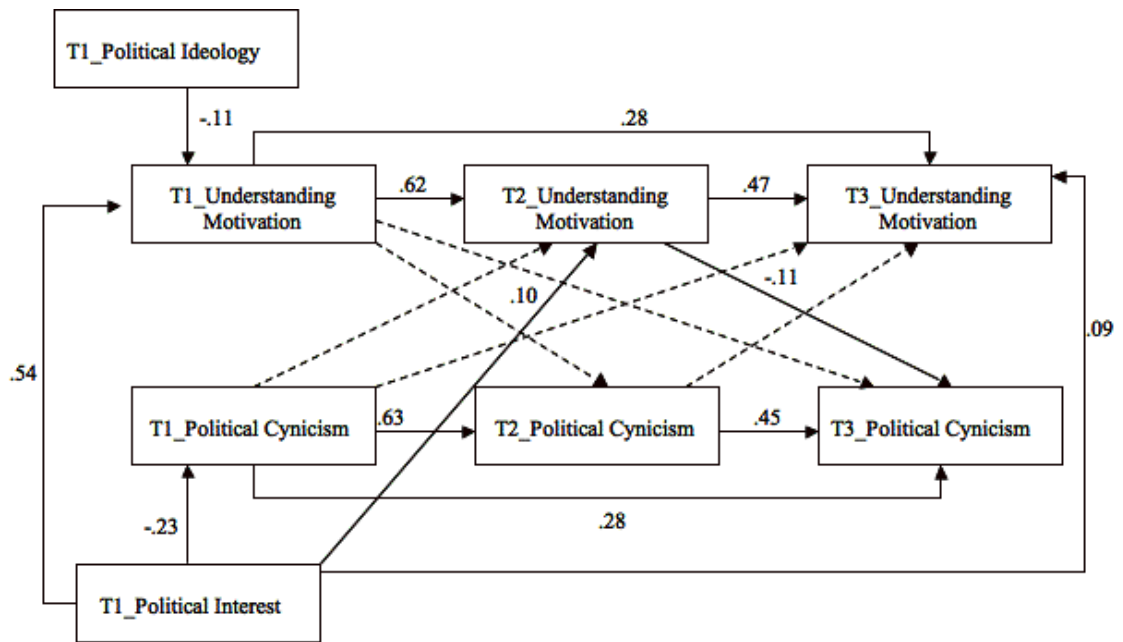 T1_Political Ideology
-.11
.28
T1_Understanding
Motivation
.62
T2_Understanding
Motivation
.47
T3_Understanding
Motivation
.10
-.11
.09
.54
T1_Political Cynicism
.63
T2_Political Cynicism
.45
T3_Political Cynicism
-.23
.28
T1_Political Interest